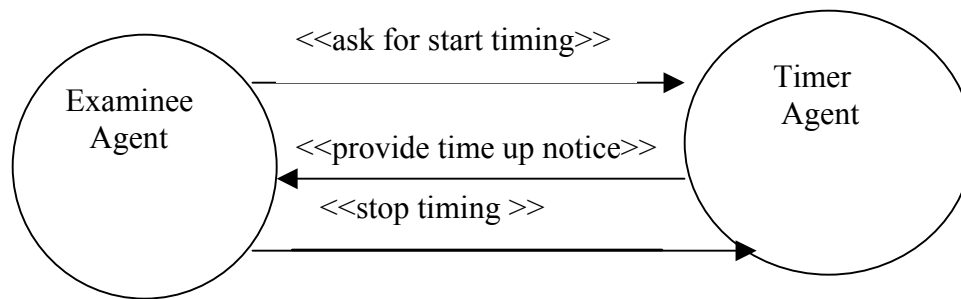 <<ask for start timing>>
Examinee
Agent
Timer
Agent
<<provide time up notice>>
<<stop timing >>